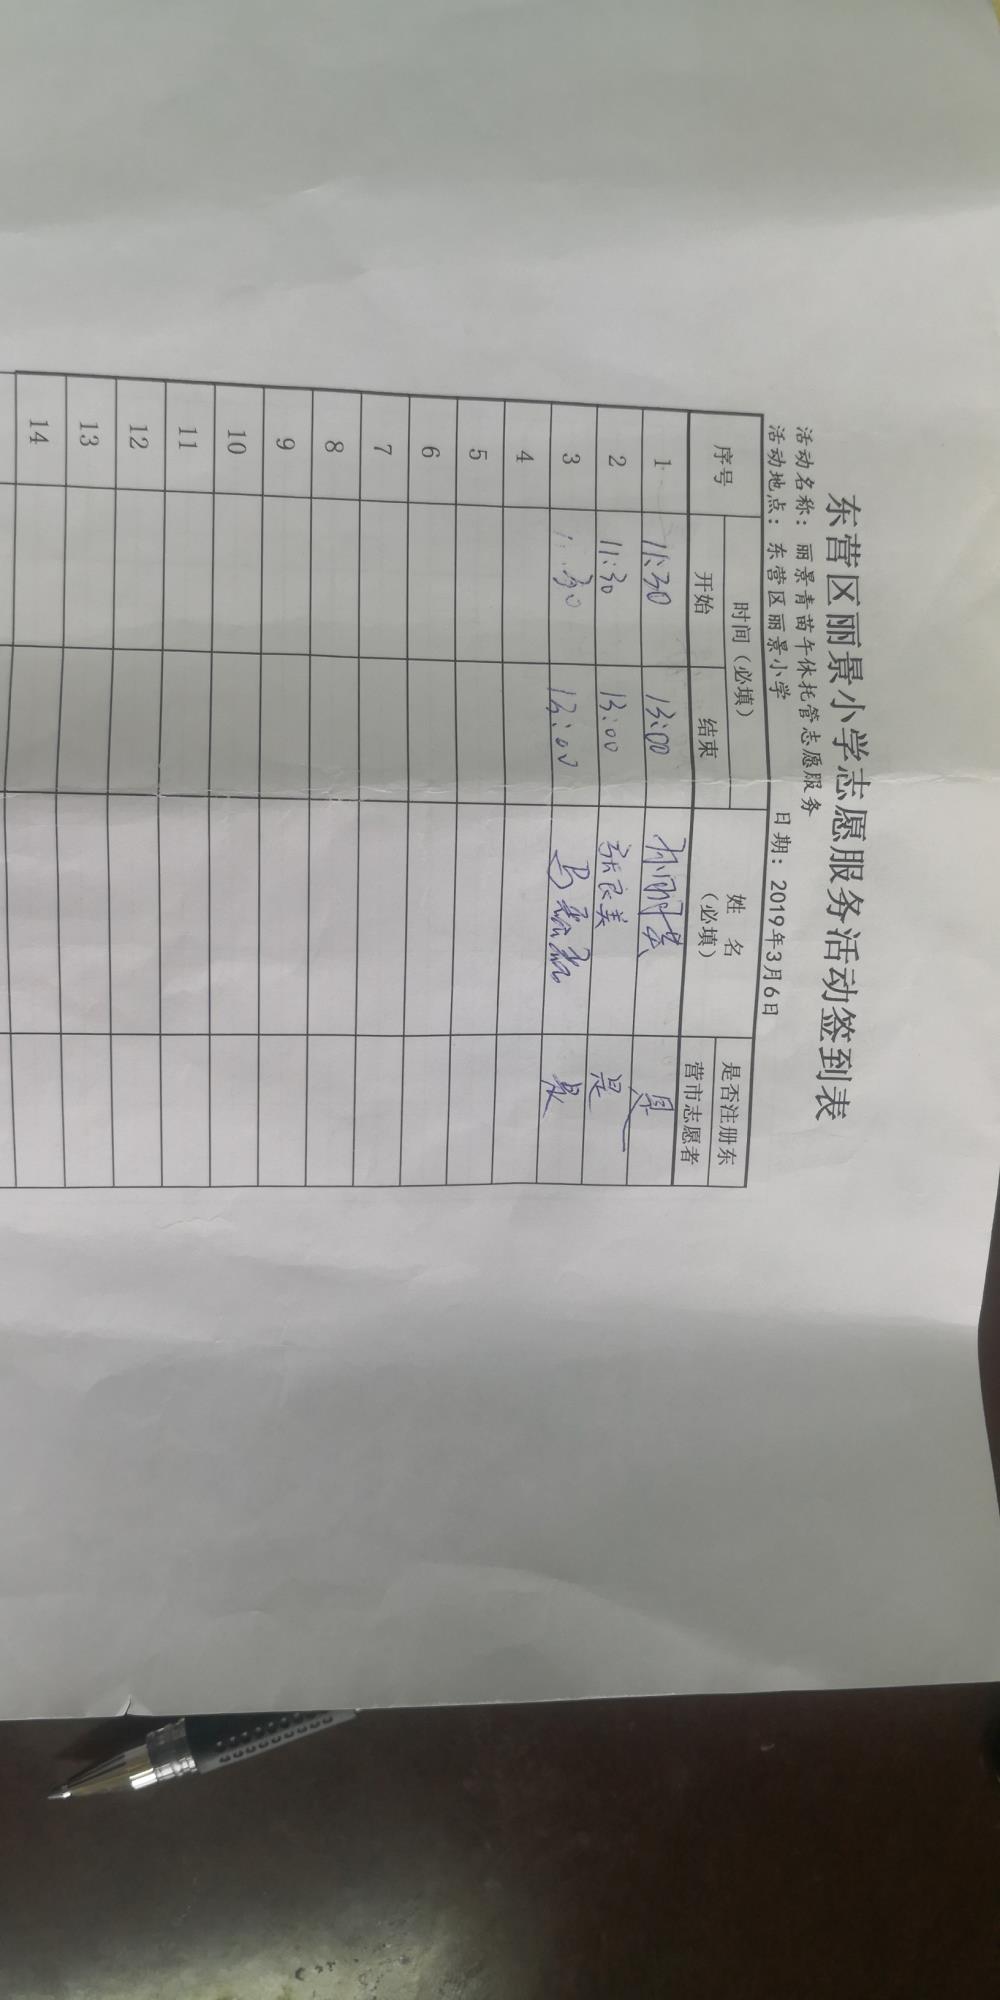 东营区丽景小学志愿服务活动签到表
活动名称：丽景青苗午休托管志愿服务
活动地点：东营区丽景小学 日期：2019年3月6日
序号 时间（必填） 姓名（必填） 是否注册东营市志愿者
开始 结束
1 11:30 13:00 是
2 11:30 13:00 张良美 是
3 11:30 13:00 是
4
5
6
7
8
9
10
11
12
13
14